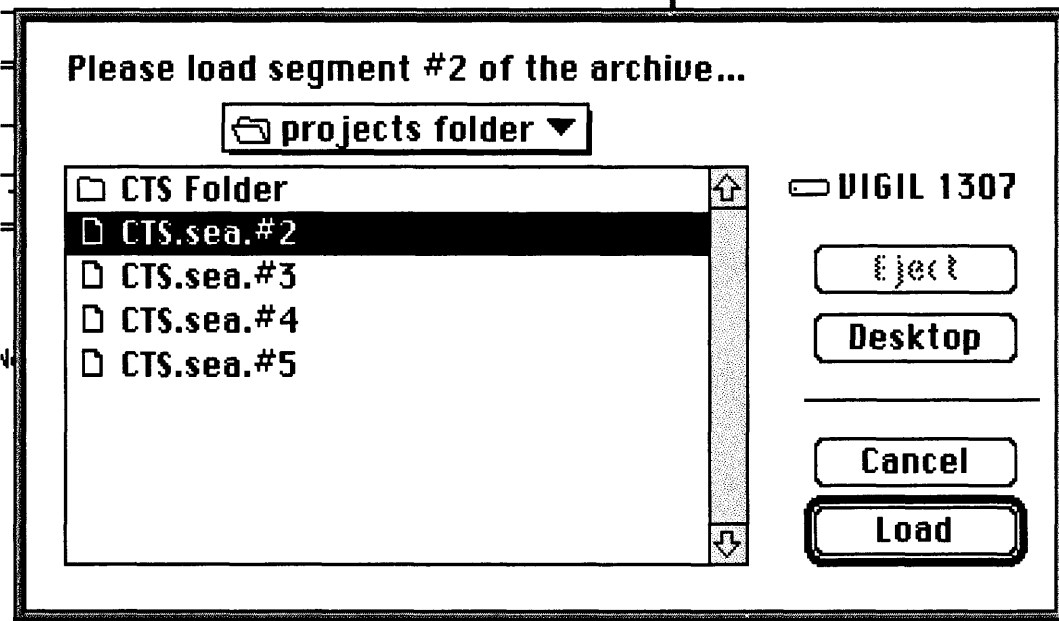 Please load segment #2 of the archive...
projects folder
CTS Folder
CTS.sea.#2
CTS.sea.#3
CTS.sea.#4
CTS.sea.#5
VIGIL 1307
Eject
Desktop
Cancel
Load